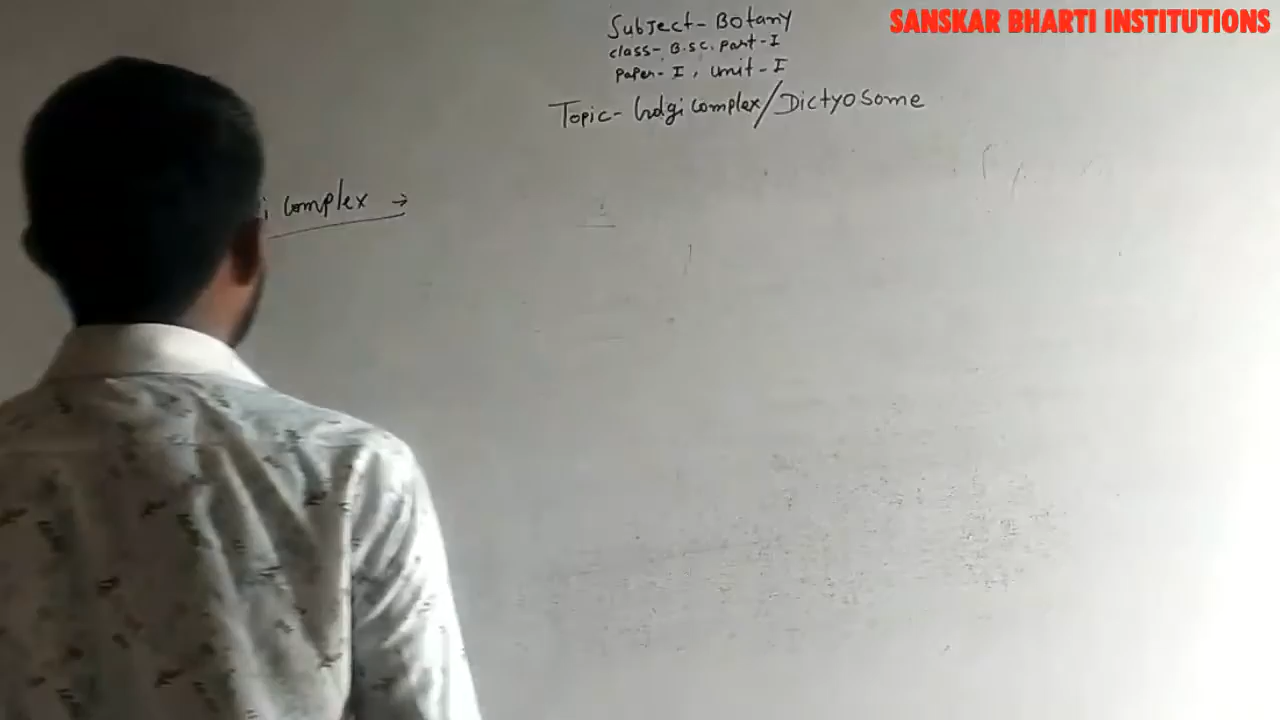 SANSKAR BHARTI INSTITUTIONS
Subject- Botany
class- B.sc. part-I
paper- I, unit-I
Topic- Golgi complex/Dictyosome
i complex →